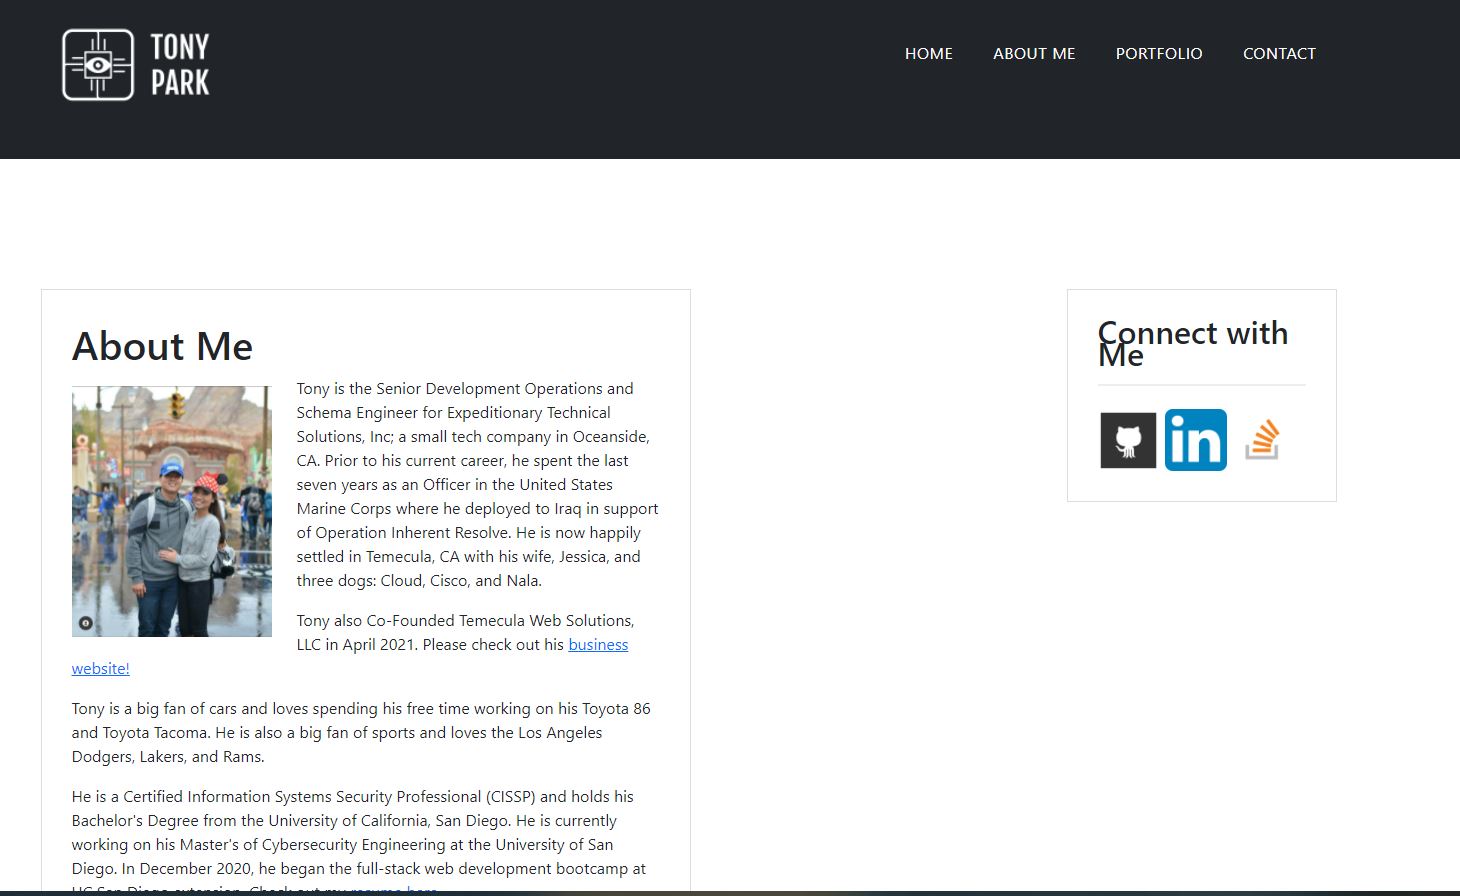 TONY
PARK
HOME
ABOUT ME
PORTFOLIO
CONTACT
About Me
Tony is the Senior Development Operations and
Schema Engineer for Expeditionary Technical
Solutions, Inc; a small tech company in Oceanside,
CA. Prior to his current career, he spent the last
seven years as an Officer in the United States
Marine Corps where he deployed to Iraq in support
of Operation Inherent Resolve. He is now happily
settled in Temecula, CA with his wife, Jessica, and
three dogs: Cloud, Cisco, and Nala.
Tony also Co-Founded Temecula Web Solutions,
LLC in April 2021. Please check out his business
website!
Tony is a big fan of cars and loves spending his free time working on his Toyota 86
and Toyota Tacoma. He is also a big fan of sports and loves the Los Angeles
Dodgers, Lakers, and Rams.
He is a Certified Information Systems Security Professional (CISSP) and holds his
Bachelor's Degree from the University of California, San Diego. He is currently
working on his Master's of Cybersecurity Engineering at the University of San
Diego. In December 2020, he began the full-stack web development bootcamp at
UC San Diego extension. Check out my resume here.
Connect with
Me
in